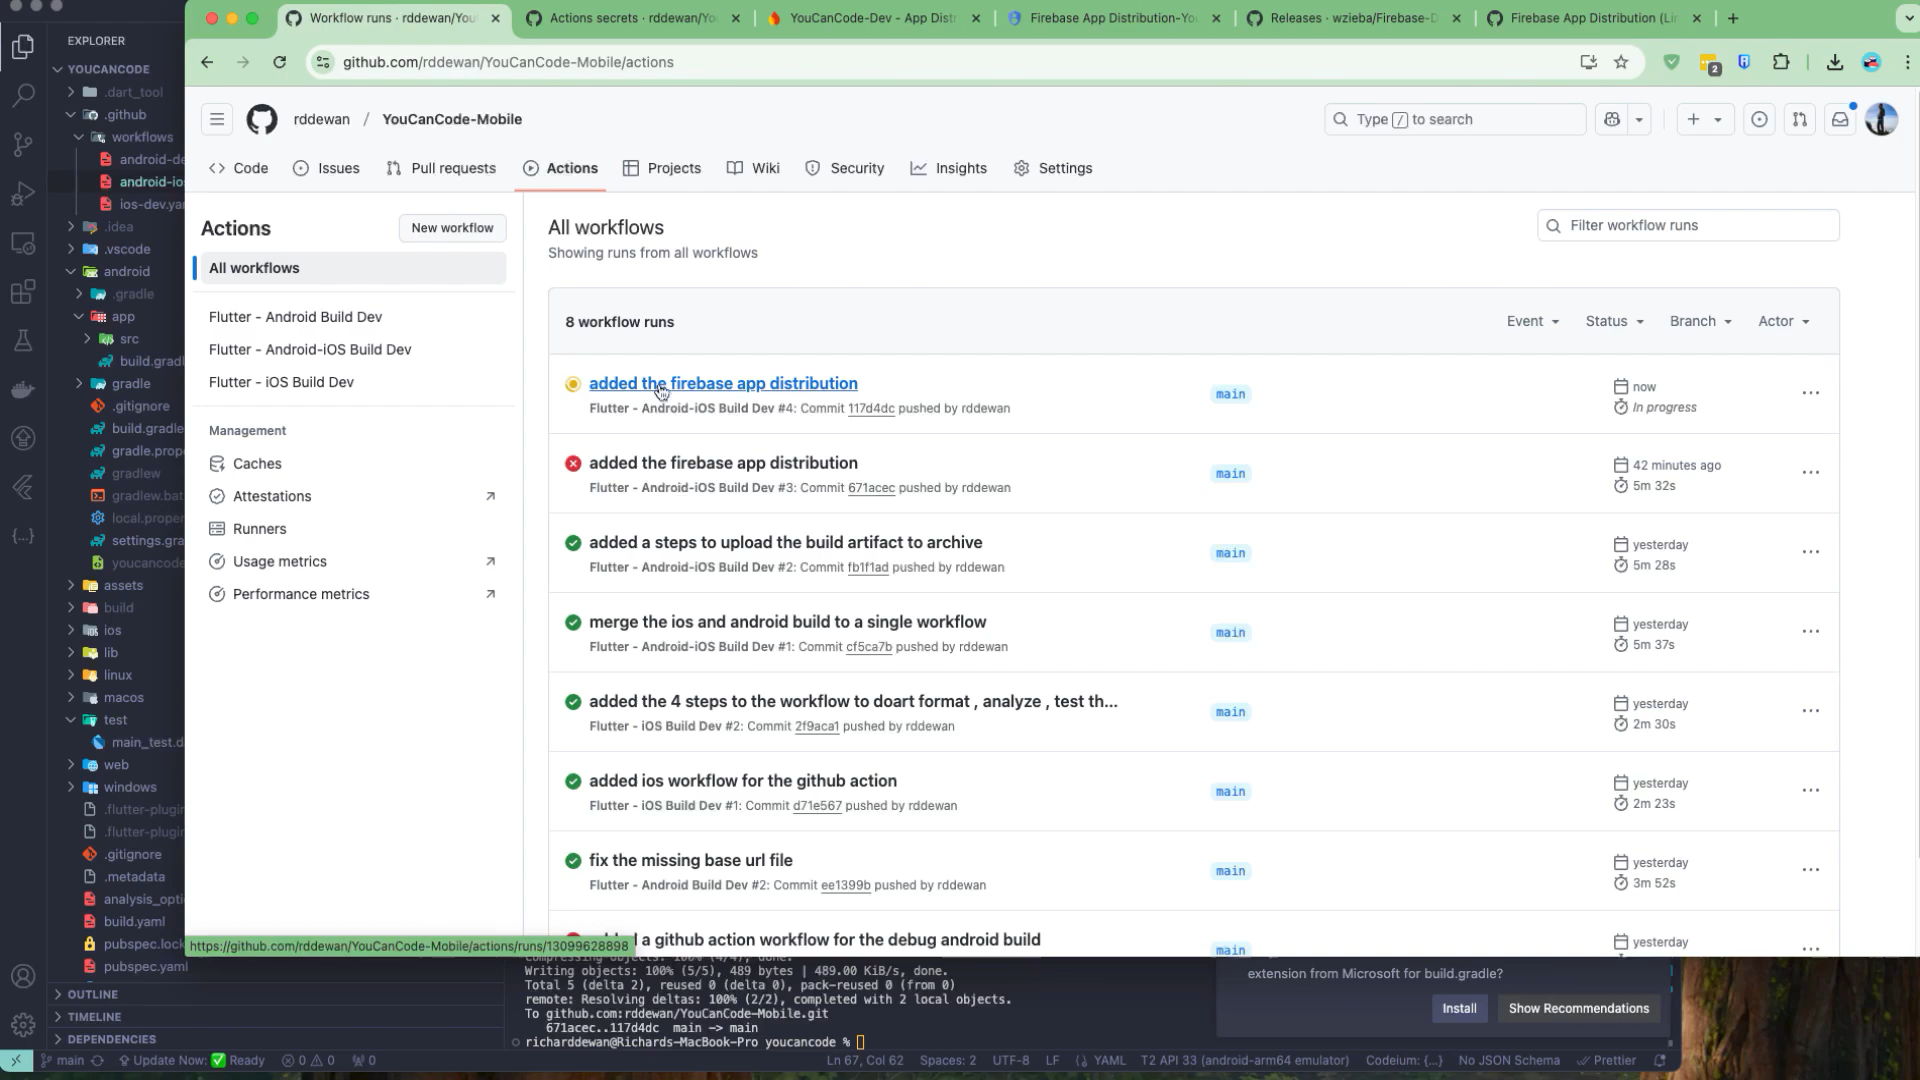 Workflow runs · rddewan/You
Actions secrets · rddewan/Yo
YouCanCode-Dev - App Distr
Firebase App Distribution-Yo
Releases · wzieba/Firebase-D
Firebase App Distribution (Li
github.com/rddewan/YouCanCode-Mobile/actions
2
rddewan / YouCanCode-Mobile
Type / to search
Code
Issues
Pull requests
Actions
Projects
Wiki
Security
Insights
Settings
Actions
New workflow
All workflows
Flutter - Android Build Dev
Flutter - Android-iOS Build Dev
Flutter - iOS Build Dev
Management
Caches
Attestations
Runners
Usage metrics
Performance metrics
All workflows
Showing runs from all workflows
Filter workflow runs
8 workflow runs
Event
Status
Branch
Actor
added the firebase app distribution
Flutter - Android-iOS Build Dev #4: Commit 117d4dc pushed by rddewan
main
now
In progress
added the firebase app distribution
Flutter - Android-iOS Build Dev #3: Commit 671acec pushed by rddewan
main
42 minutes ago
5m 32s
added a steps to upload the build artifact to archive
Flutter - Android-iOS Build Dev #2: Commit fb1f1ad pushed by rddewan
main
yesterday
5m 28s
merge the ios and android build to a single workflow
Flutter - Android-iOS Build Dev #1: Commit cf5ca7b pushed by rddewan
main
yesterday
5m 37s
added the 4 steps to the workflow to doart format , analyze , test th...
Flutter - iOS Build Dev #2: Commit 2f9aca1 pushed by rddewan
main
yesterday
2m 30s
added ios workflow for the github action
Flutter - iOS Build Dev #1: Commit d71e567 pushed by rddewan
main
yesterday
2m 23s
fix the missing base url file
Flutter - Android Build Dev #2: Commit ee1399b pushed by rddewan
main
yesterday
3m 52s
a github action workflow for the debug android build
main
yesterday
https://github.com/rddewan/YouCanCode-Mobile/actions/runs/13099628898
EXPLORER
YOUCANCODE
.dart_tool
.github
workflows
android-de
android-ios
ios-dev.ya
.idea
.vscode
android
.gradle
app
src
build.gradl
gradle
.gitignore
build.gradle
gradle.prop
gradlew
gradlew.bat
local.proper
settings.gra
youcancode
assets
build
ios
lib
linux
macos
test
main_test.d
web
windows
.flutter-plugin
.flutter-plugin
.gitignore
.metadata
analysis_opti
build.yaml
pubspec.lock
pubspec.yaml
OUTLINE
TIMELINE
DEPENDENCIES
Compressing objects: 100% (4/4), done.
Writing objects: 100% (5/5), 489 bytes | 489.00 KiB/s, done.
Total 5 (delta 2), reused 0 (delta 0), pack-reused 0 (from 0)
remote: Resolving deltas: 100% (2/2), completed with 2 local objects.
To github.com:rddewan/YouCanCode-Mobile.git
671acec..117d4dc main -> main
richarddewan@Richards-MacBook-Pro youcancode %
extension from Microsoft for build.gradle?
Install
Show Recommendations
main
Update Now: Ready
0 0
0
Ln 67, Col 62
Spaces: 2
UTF-8
LF
YAML
T2 API 33 (android-arm64 emulator)
Codeium: {...}
No JSON Schema
Prettier